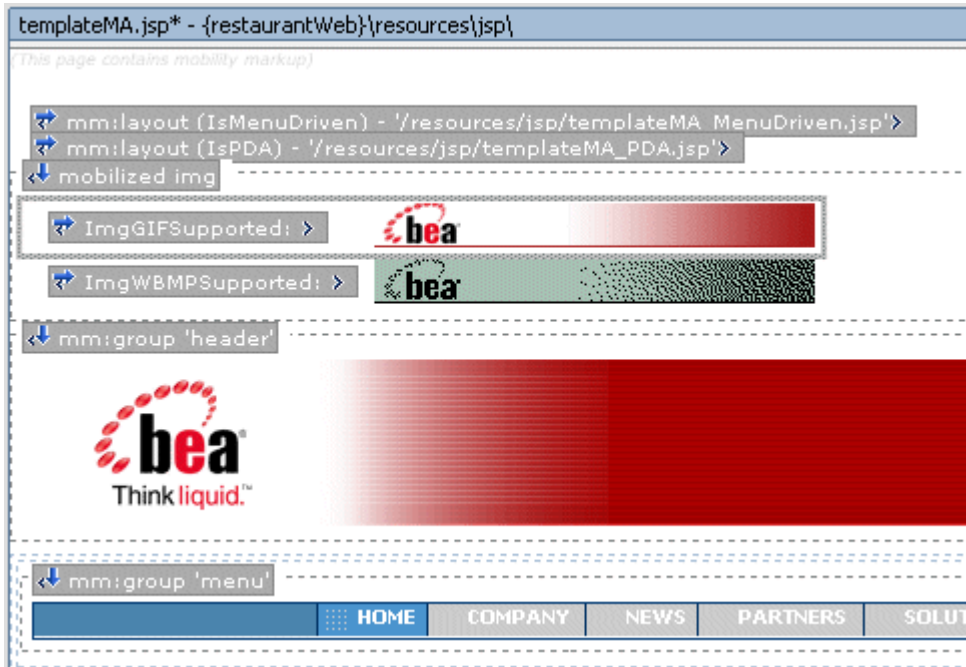 templateMA.jsp* - {restaurantWeb}\resources\jsp\
(This page contains mobility markup)
mm:layout (IsMenuDriven) - '/resources/jsp/templateMA_MenuDriven.jsp'
mm:layout (IsPDA) - '/resources/jsp/templateMA_PDA.jsp'
mobilized img
ImgGIFSupported: bea
ImgWBMPSupported: bea
mm:group 'header'
bea
Think liquid.™
mm:group 'menu'
HOME COMPANY NEWS PARTNERS SOLUT